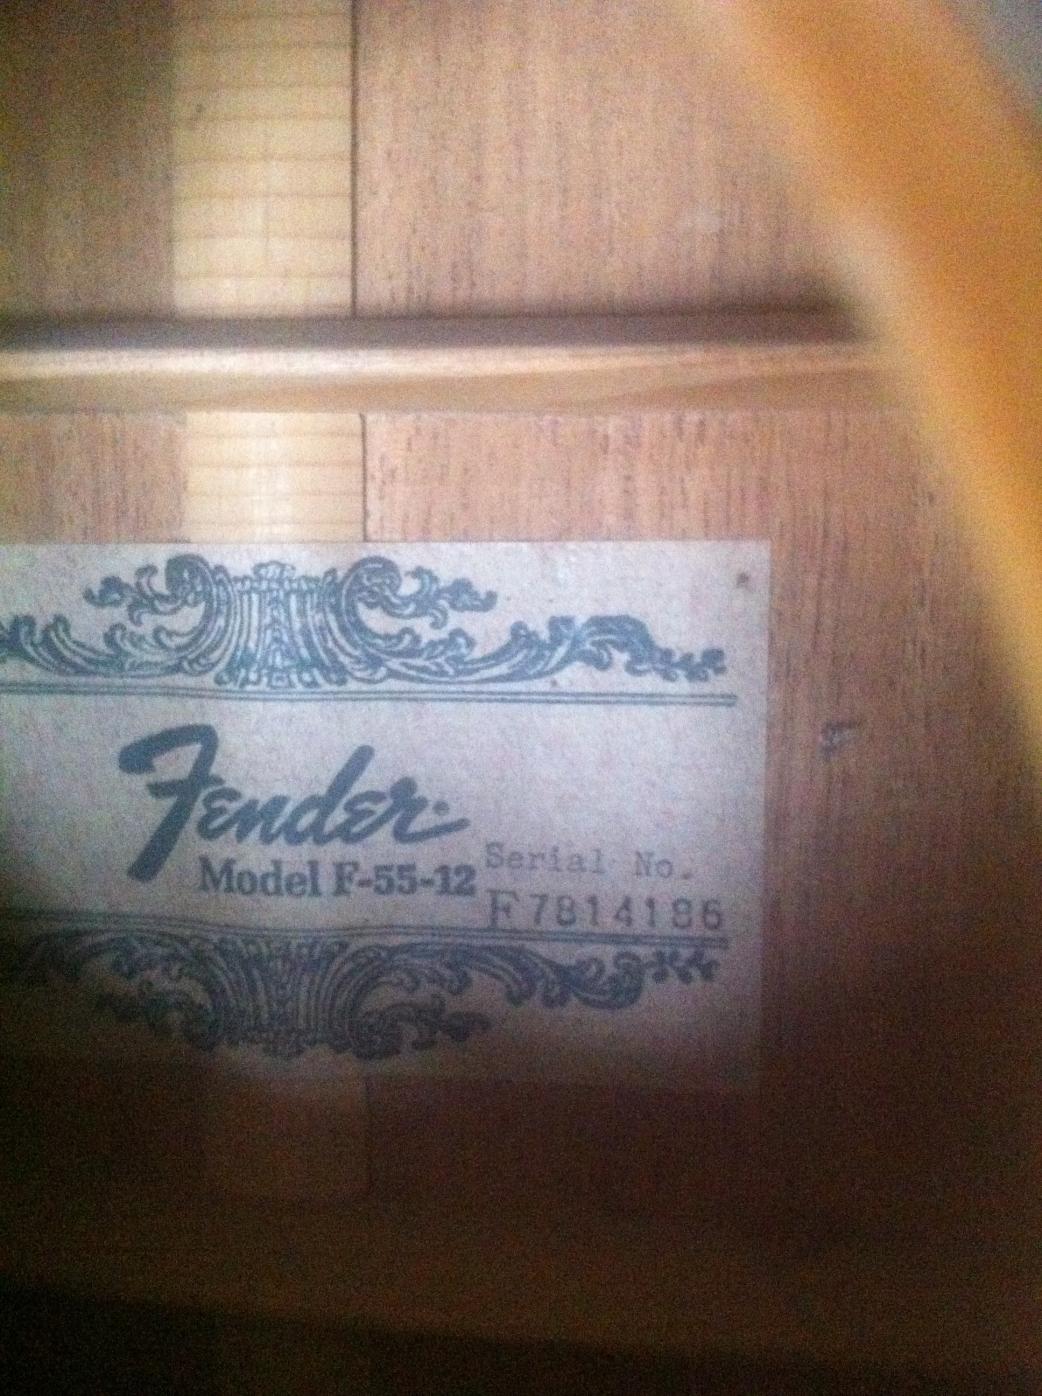 Fender
Model F-55-12
Serial No.
F7814186